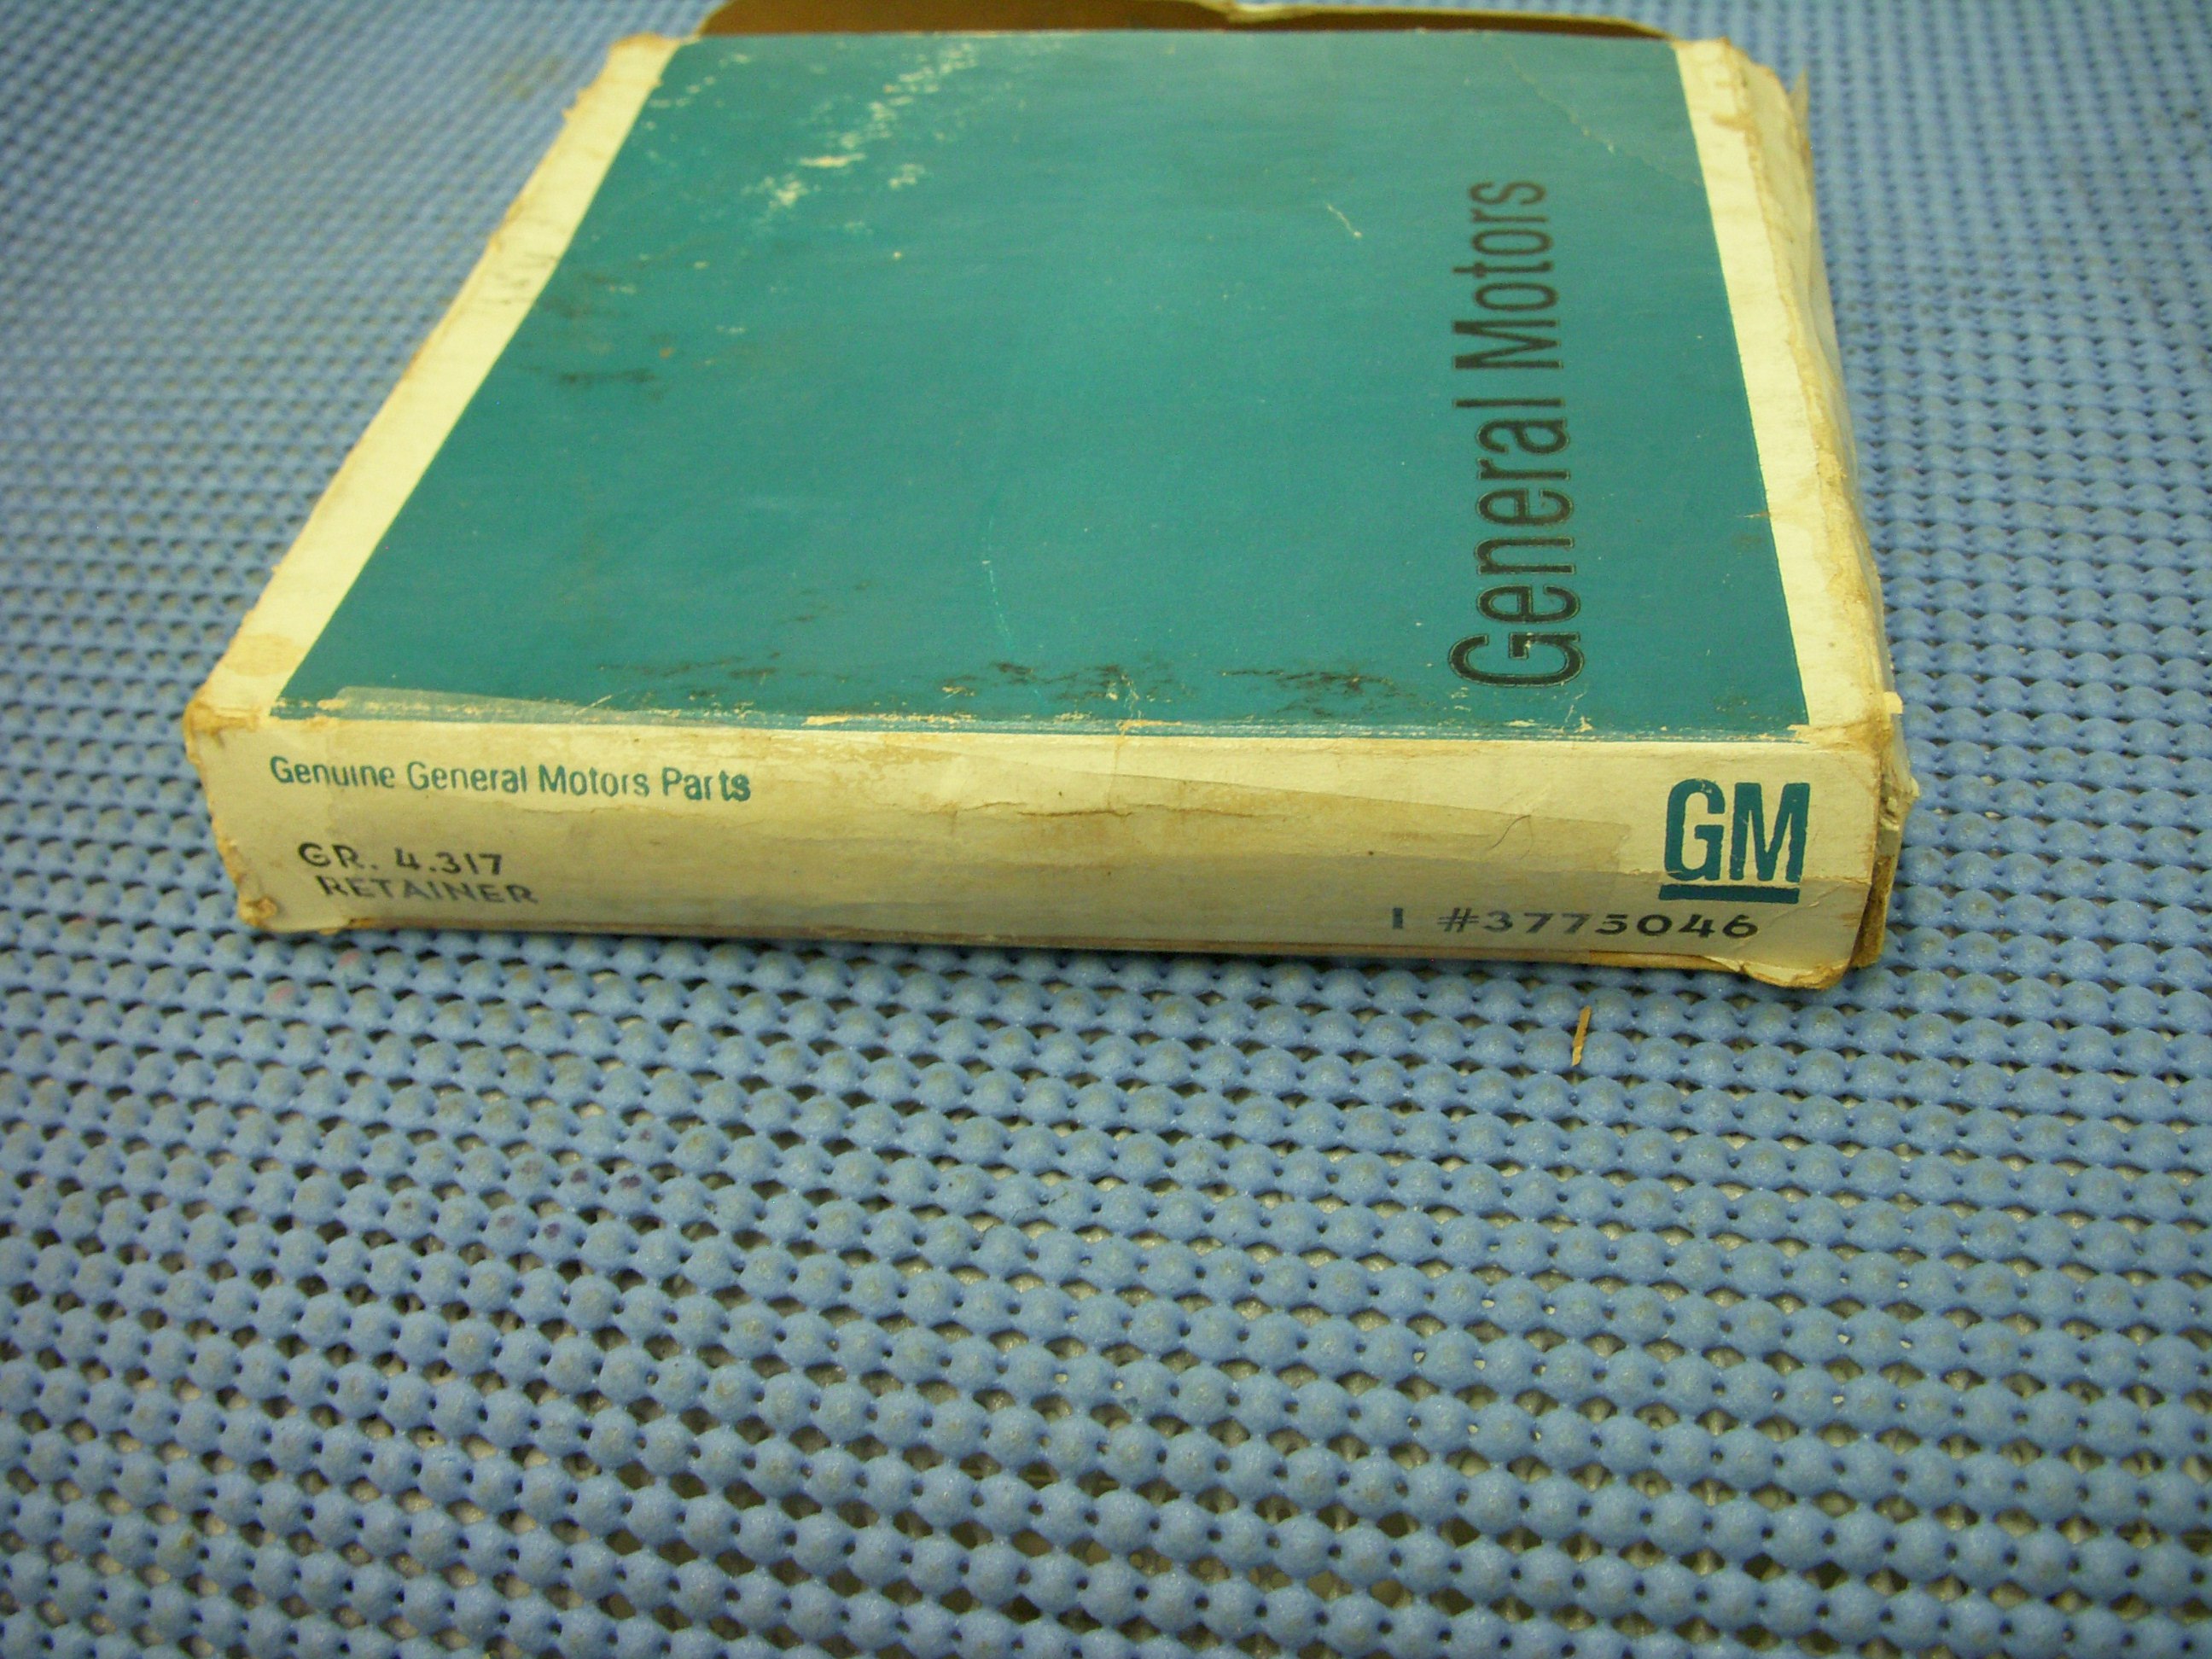 General Motors
Genuine General Motors Parts
GM
GR. 4.317
RETAINER
1 #3775046